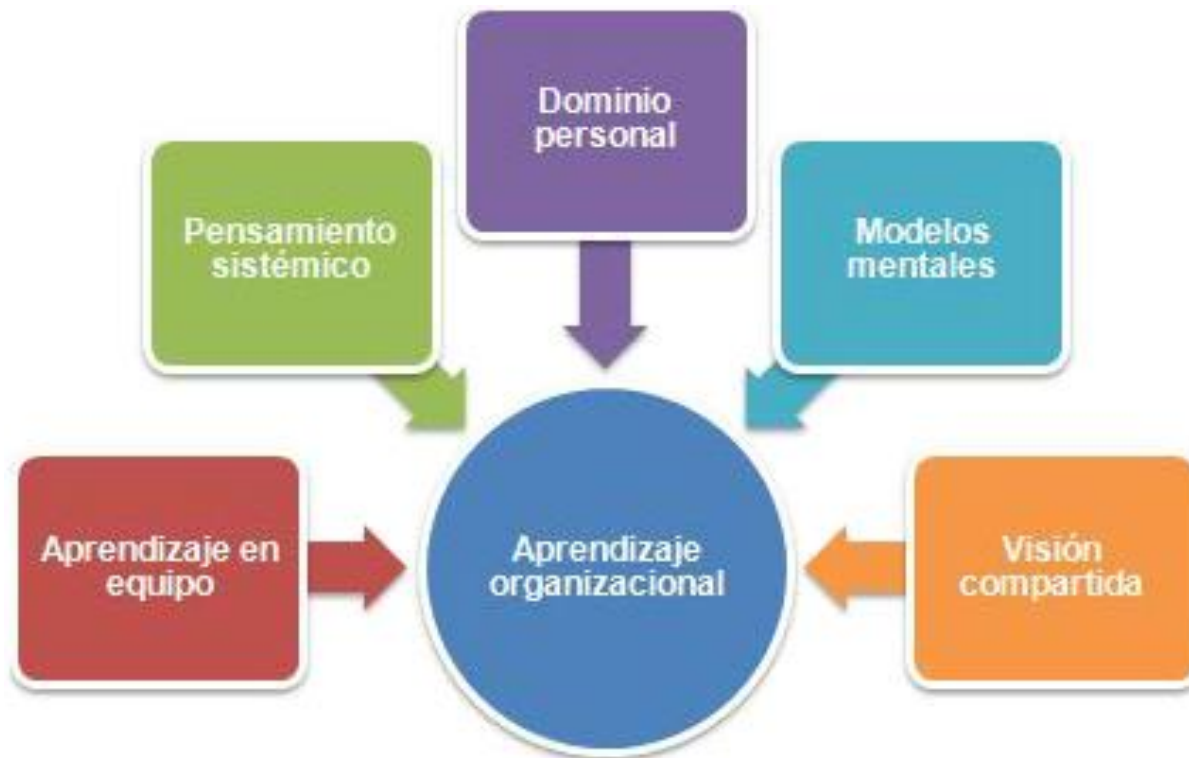 Dominio
personal
Pensamiento
sistémico
Modelos
mentales
Aprendizaje en
equipo
Aprendizaje
organizacional
Visión
compartida